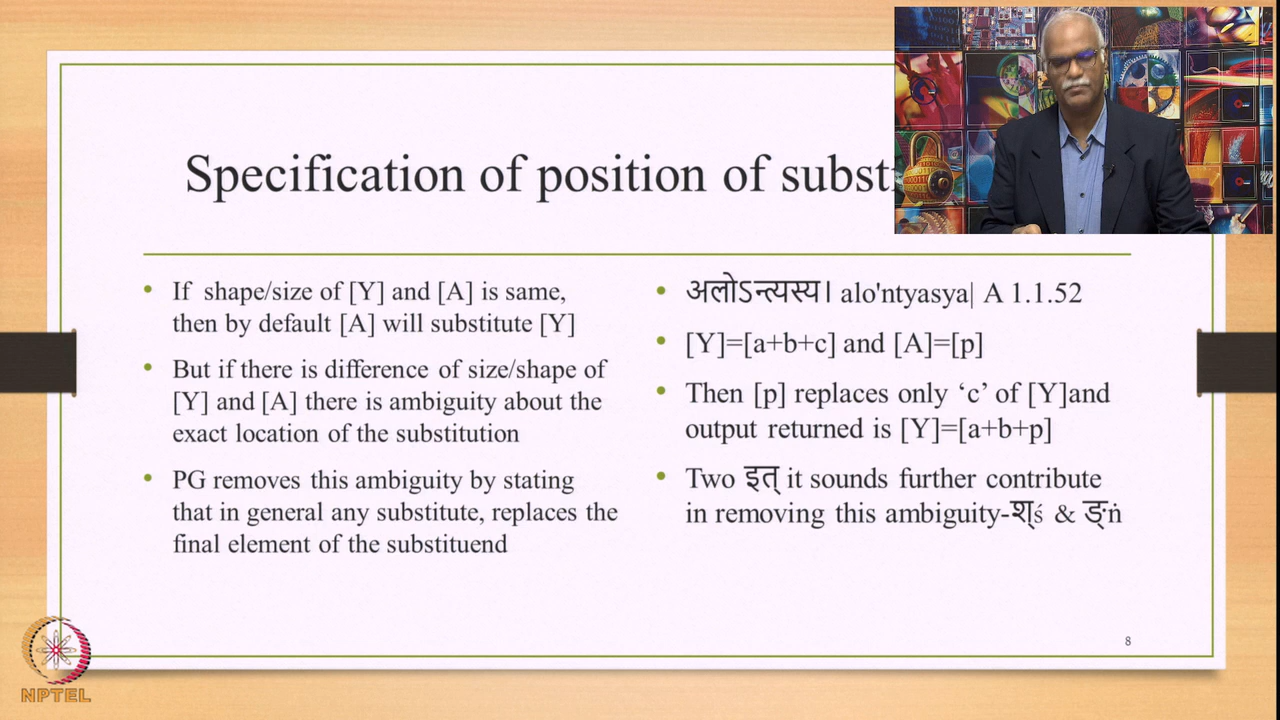 Specification of position of
• If shape/size of [Y] and [A] is same,
then by default [A] will substitute [Y]
• But if there is difference of size/shape of
[Y] and [A] there is ambiguity about the
exact location of the substitution
• PG removes this ambiguity by stating
that in general any substitute, replaces the
final element of the substituend
• अलोऽन्त्यस्य। alo'ntyasya| A 1.1.52
• [Y]=[a+b+c] and [A]=[p]
• Then [p] replaces only ‘c’ of [Y]and
output returned is [Y]=[a+b+p]
• Two इत् it sounds further contribute
in removing this ambiguity-श्ś & ङ्ṅ
8
NPTEL